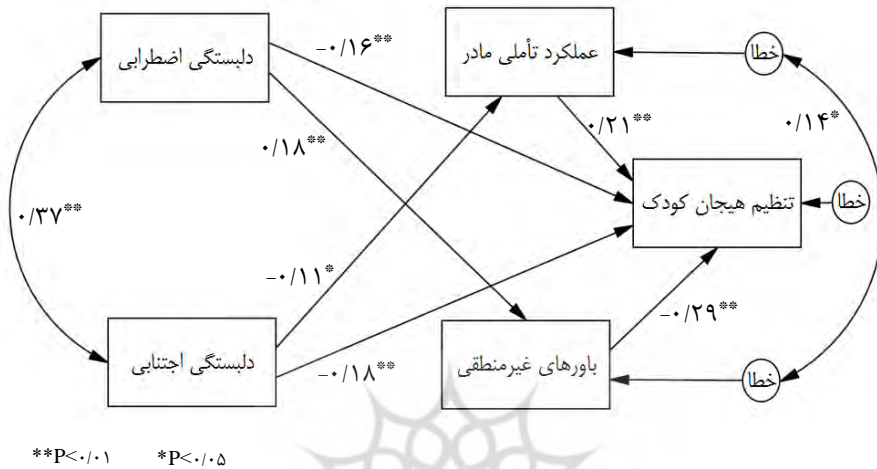 دلبستگی اضطرابی
-۰/۱۶**
عملکرد تأملی مادر
خطا
۰/۱۸**
۰/۲۱**
۰/۱۴*
۰/۳۷**
تنظیم هیجان کودک
خطا
-۰/۱۱*
-۰/۲۹**
دلبستگی اجتنابی
-۰/۱۸**
باورهای غیرمنطقی
خطا
**P<۰/۰۱ *P<۰/۰۵